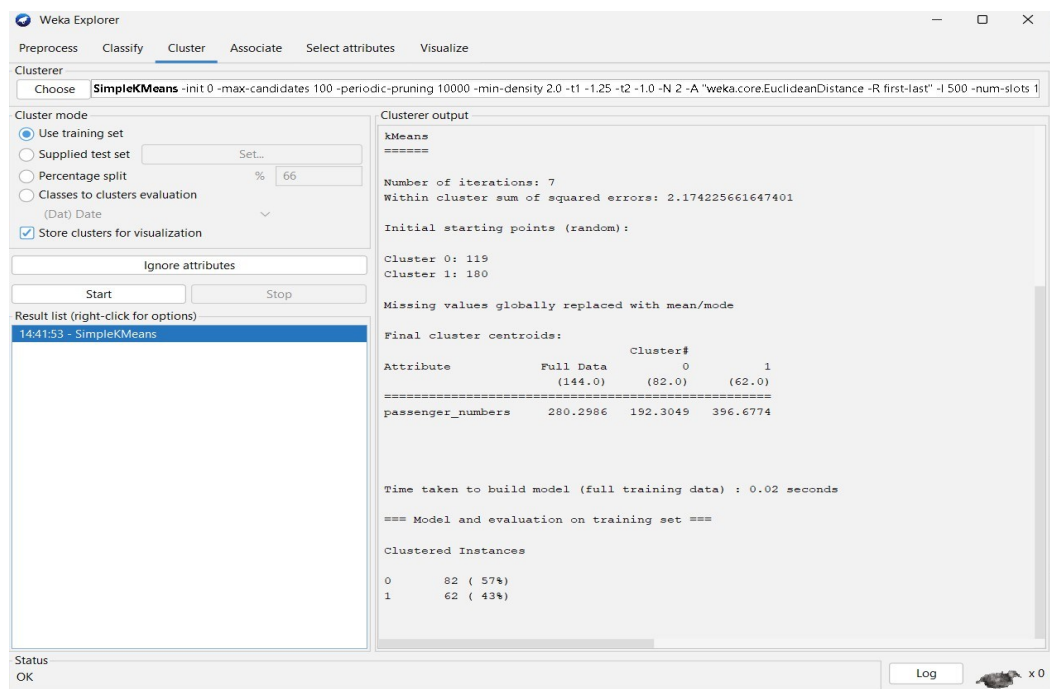 Weka Explorer
Preprocess Classify Cluster Associate Select attributes Visualize
Clusterer
Choose SimpleKMeans -init 0 -max-candidates 100 -periodic-pruning 10000 -min-density 2.0 -t1 -1.25 -t2 -1.0 -N 2 -A "weka.core.EuclideanDistance -R first-last" -I 500 -num-slots 1
Cluster mode
Use training set
Supplied test set Set...
Percentage split % 66
Classes to clusters evaluation
(Dat) Date
Store clusters for visualization
Ignore attributes
Start Stop
Result list (right-click for options)
14:41:53 - SimpleKMeans
Clusterer output
kMeans
======
Number of iterations: 7
Within cluster sum of squared errors: 2.174225661647401
Initial starting points (random):
Cluster 0: 119
Cluster 1: 180
Missing values globally replaced with mean/mode
Final cluster centroids:
Cluster#
Attribute Full Data 0 1
(144.0) (82.0) (62.0)
=====================================================
passenger_numbers 280.2986 192.3049 396.6774
Time taken to build model (full training data) : 0.02 seconds
=== Model and evaluation on training set ===
Clustered Instances
0 82 ( 57%)
1 62 ( 43%)
Status
OK
Log x 0